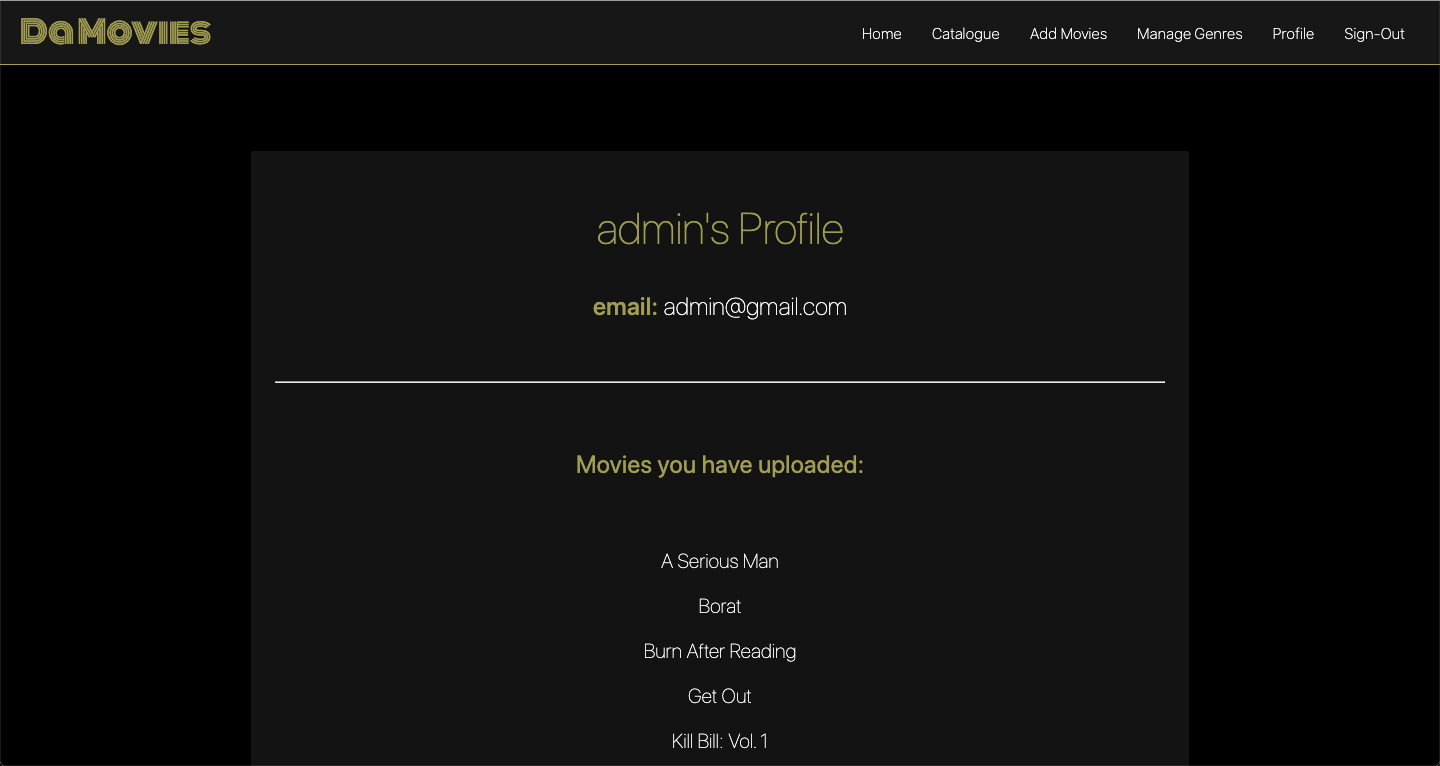 Da Movies
Home Catalogue Add Movies Manage Genres Profile Sign-Out
admin's Profile
email: admin@gmail.com
Movies you have uploaded:
A Serious Man
Borat
Burn After Reading
Get Out
Kill Bill: Vol. 1